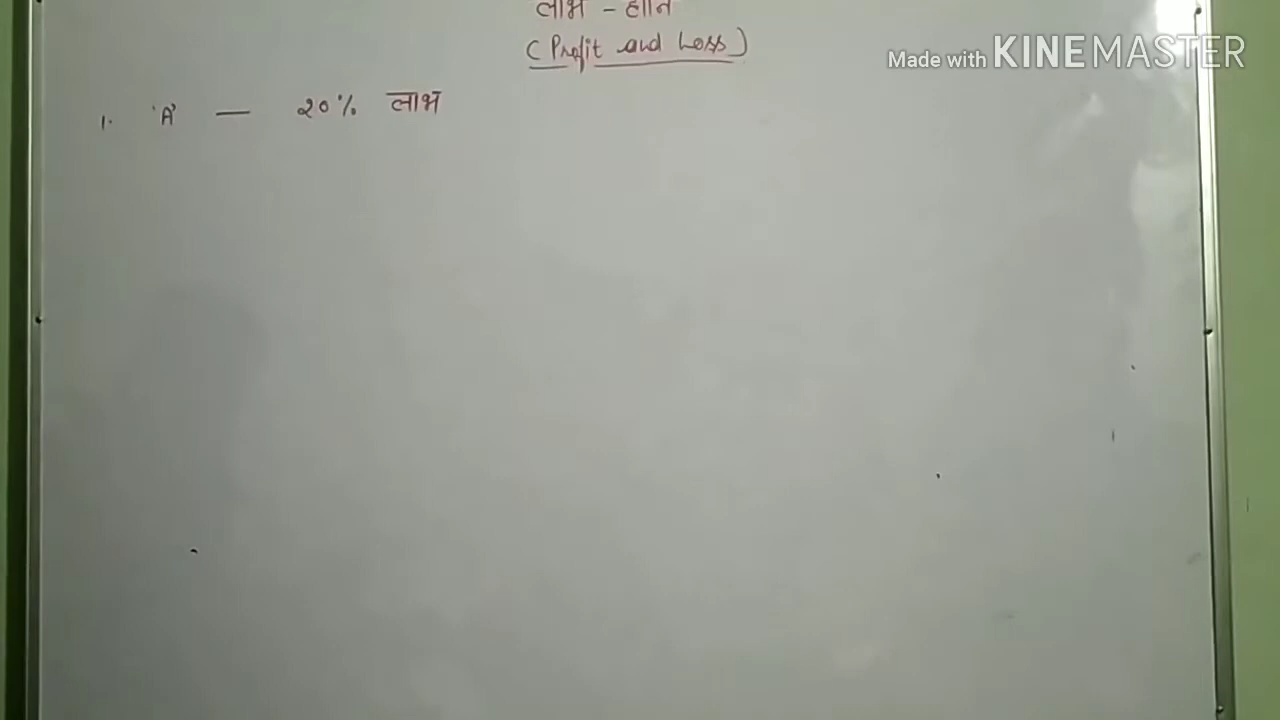 लाभ - हानि
(Profit and Loss)
Made with KINEMASTER
1. 'A' — 20% लाभ